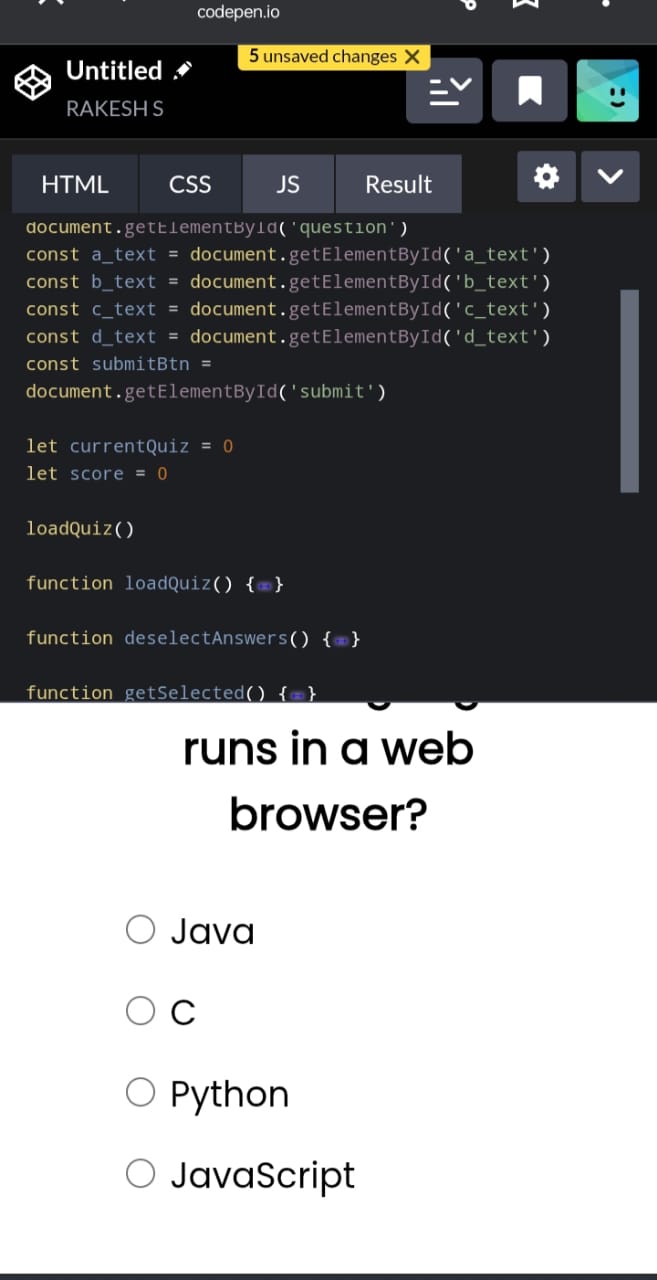 codepen.io
5 unsaved changes
Untitled
RAKESH S
HTML CSS JS Result
document.getElementById('question')
const a_text = document.getElementById('a_text')
const b_text = document.getElementById('b_text')
const c_text = document.getElementById('c_text')
const d_text = document.getElementById('d_text')
const submitBtn =
document.getElementById('submit')
let currentQuiz = 0
let score = 0
loadQuiz()
function loadQuiz() {↔}
function deselectAnswers() {↔}
function getSelected() {↔}
runs in a web
browser?
Java
C
Python
JavaScript